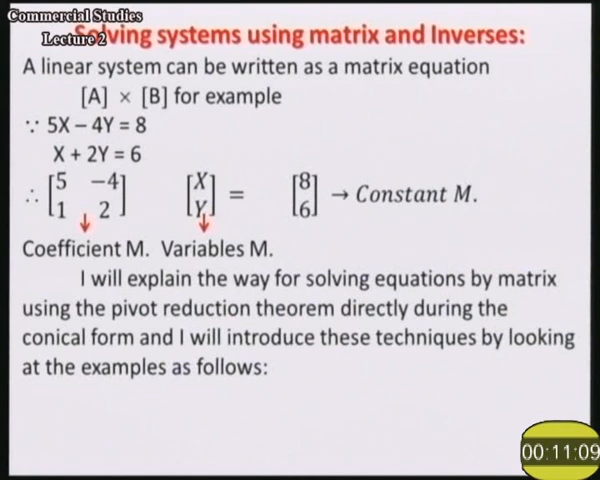 Commercial Studies
Lecture 2
Solving systems using matrix and Inverses:
A linear system can be written as a matrix equation
[A] × [B] for example
∵ 5X – 4Y = 8
X + 2Y = 6
∴ [5 −4] [X] = [8] → Constant M.
[1 2] [Y] [6]
Coefficient M. Variables M.
I will explain the way for solving equations by matrix
using the pivot reduction theorem directly during the
conical form and I will introduce these techniques by looking
at the examples as follows:
00:11:09